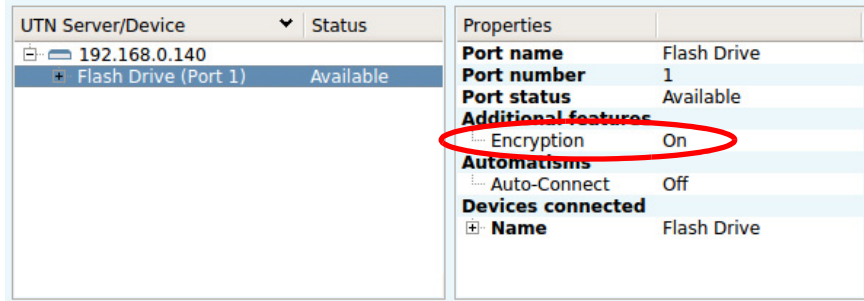 UTN Server/Device Status
192.168.0.140
Flash Drive (Port 1) Available
Properties
Port name Flash Drive
Port number 1
Port status Available
Additional features
Encryption On
Automatisms
Auto-Connect Off
Devices connected
Name Flash Drive